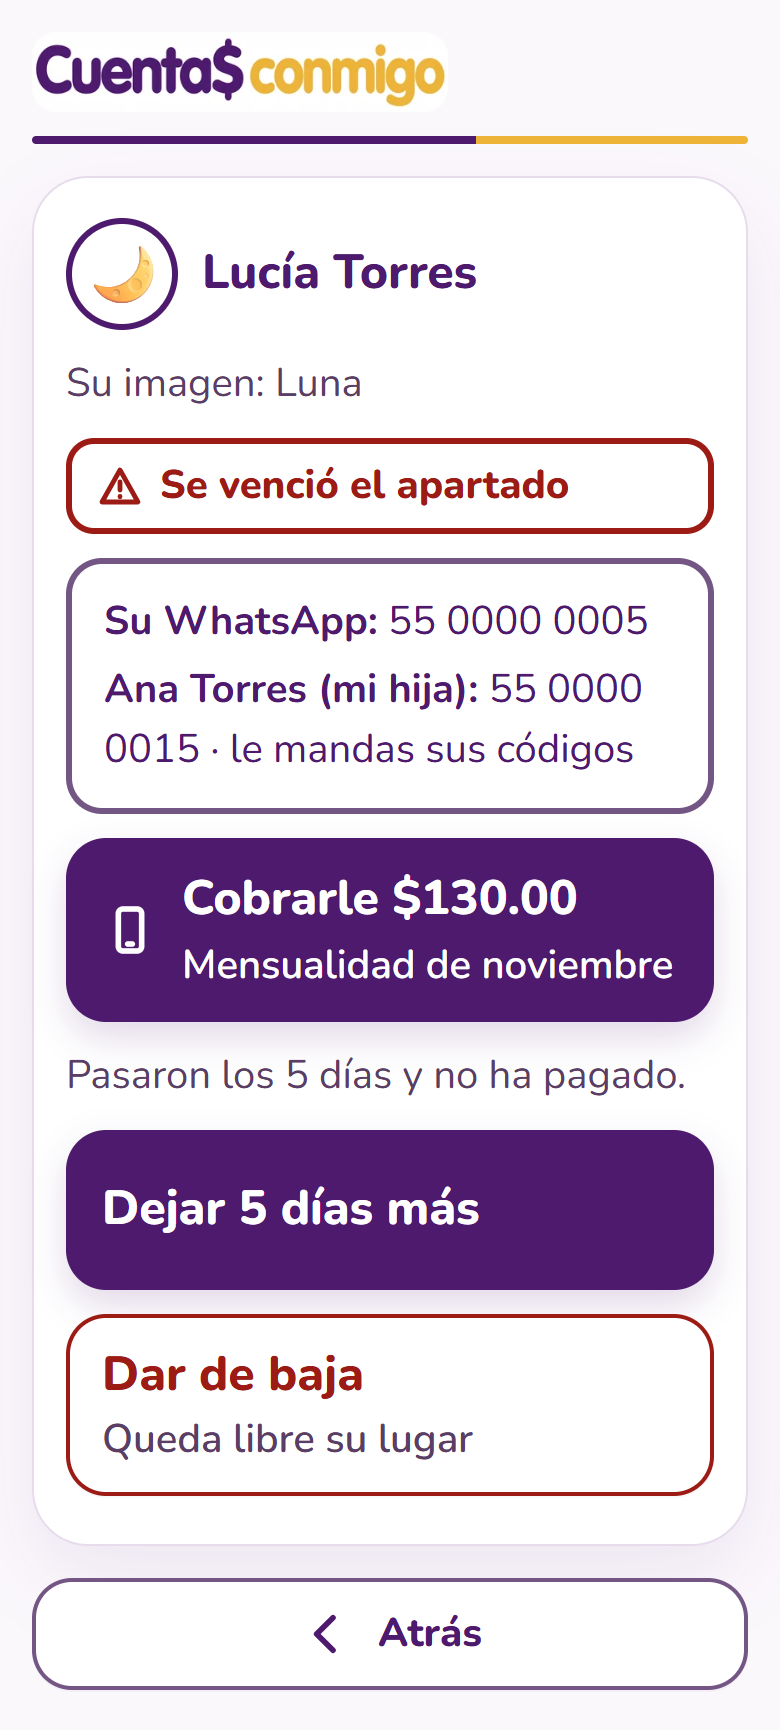 Cuenta$ conmigo
Lucía Torres
Su imagen: Luna
Se venció el apartado
Su WhatsApp: 55 0000 0005
Ana Torres (mi hija): 55 0000
0015 · le mandas sus códigos
Cobrarle $130.00
Mensualidad de noviembre
Pasaron los 5 días y no ha pagado.
Dejar 5 días más
Dar de baja
Queda libre su lugar
Atrás